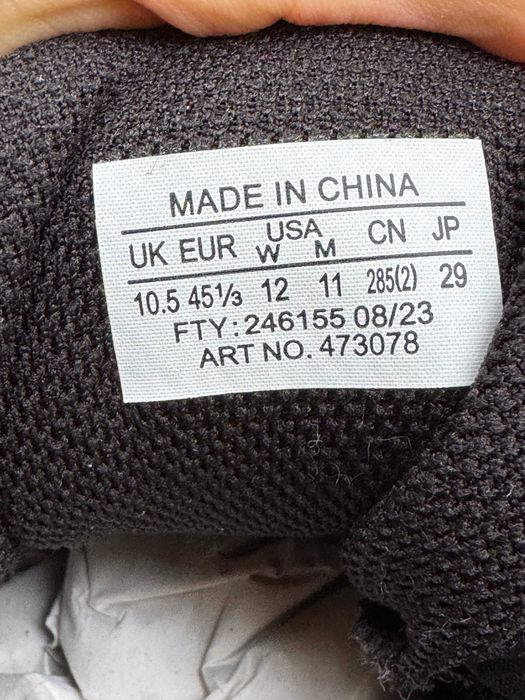 MADE IN CHINA
UK EUR USA CN JP
W M
10.5 45⅓ 12 11 285(2) 29
FTY: 246155 08/23
ART NO. 473078